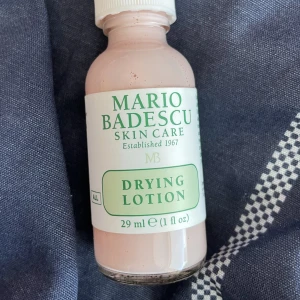 MARIO
BADESCU
SKIN CARE
Established 1967
MB
DRYING
LOTION
29 ml ℮ (1 fl oz)